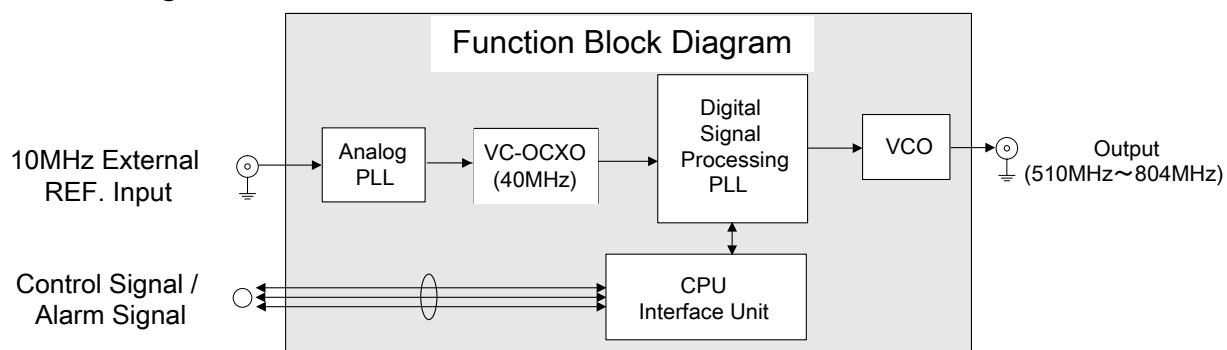 Function Block Diagram
10MHz External
REF. Input
Analog
PLL
VC-OCXO
(40MHz)
Digital
Signal
Processing
PLL
VCO
Output
(510MHz～804MHz)
Control Signal /
Alarm Signal
CPU
Interface Unit